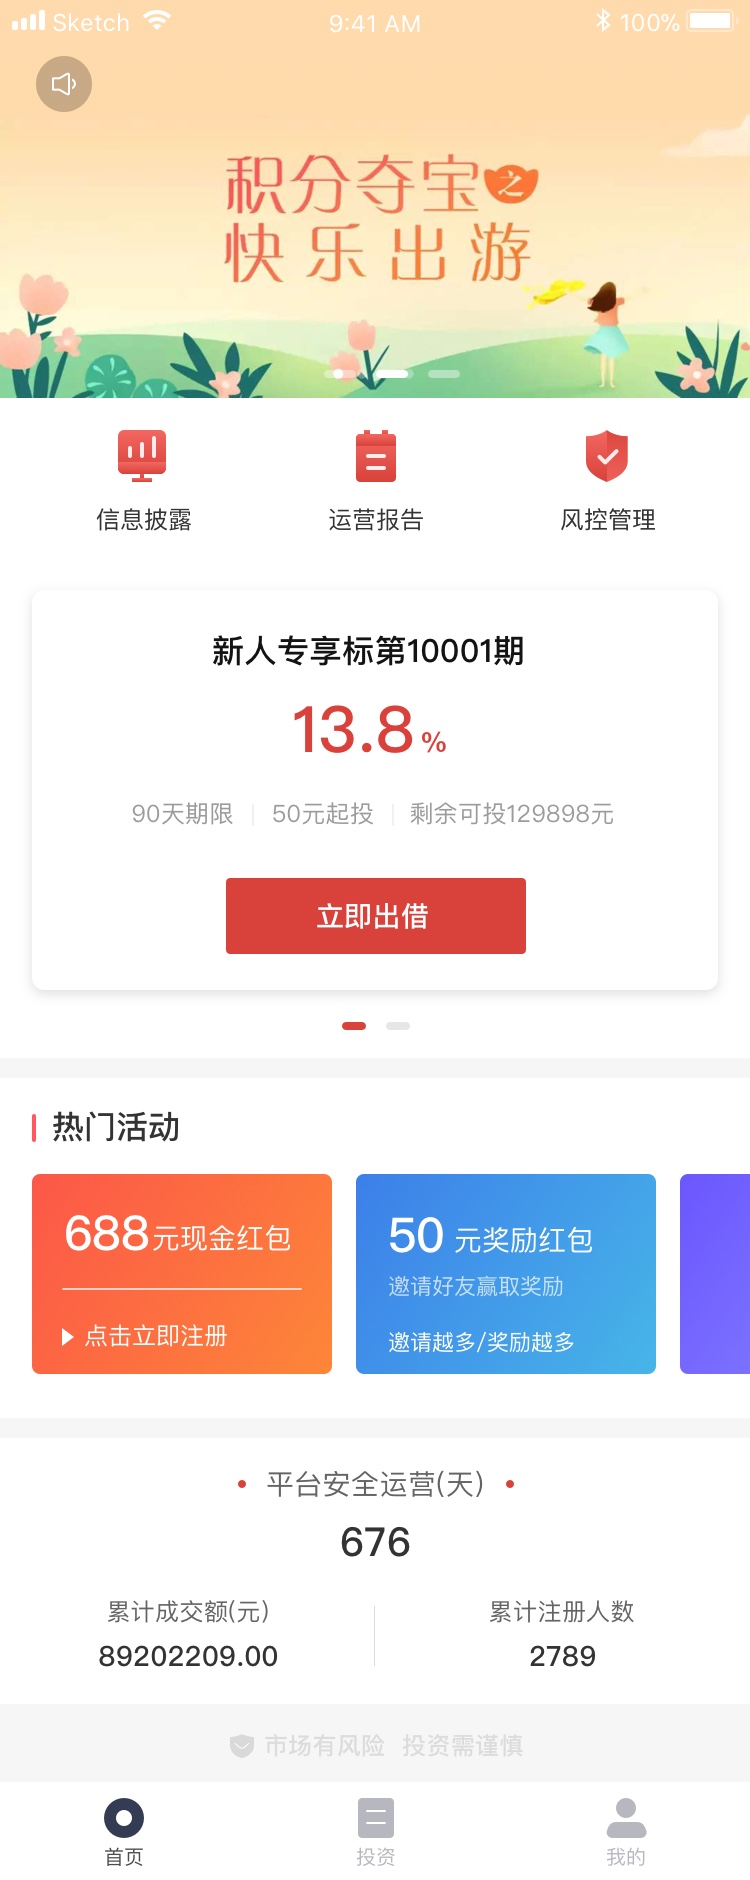 Sketch 9:41 AM 100%
积分夺宝之
快乐出游
信息披露 运营报告 风控管理
新人专享标第10001期
13.8%
90天期限 50元起投 剩余可投129898元
立即出借
热门活动
688元现金红包
点击立即注册
50 元奖励红包
邀请好友赢取奖励
邀请越多/奖励越多
平台安全运营(天)
676
累计成交额(元)
89202209.00
累计注册人数
2789
市场有风险 投资需谨慎
首页 投资 我的